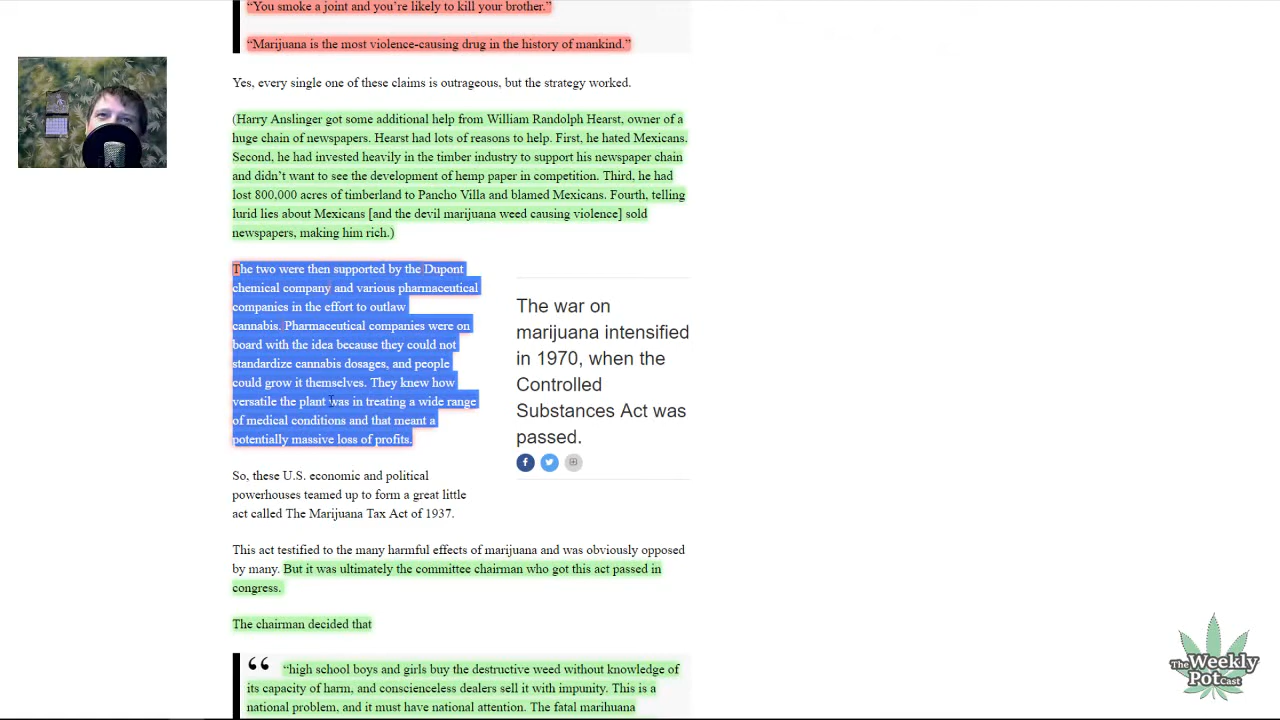 “You smoke a joint and you’re likely to kill your brother.”
“Marijuana is the most violence-causing drug in the history of mankind.”
Yes, every single one of these claims is outrageous, but the strategy worked.
(Harry Anslinger got some additional help from William Randolph Hearst, owner of a
huge chain of newspapers. Hearst had lots of reasons to help. First, he hated Mexicans.
Second, he had invested heavily in the timber industry to support his newspaper chain
and didn’t want to see the development of hemp paper in competition. Third, he had
lost 800,000 acres of timberland to Pancho Villa and blamed Mexicans. Fourth, telling
lurid lies about Mexicans [and the devil marijuana weed causing violence] sold
newspapers, making him rich.)
The two were then supported by the Dupont
chemical company and various pharmaceutical
companies in the effort to outlaw
cannabis. Pharmaceutical companies were on
board with the idea because they could not
standardize cannabis dosages, and people
could grow it themselves. They knew how
versatile the plant was in treating a wide range
of medical conditions and that meant a
potentially massive loss of profits.
The war on
marijuana intensified
in 1970, when the
Controlled
Substances Act was
passed.
So, these U.S. economic and political
powerhouses teamed up to form a great little
act called The Marijuana Tax Act of 1937.
This act testified to the many harmful effects of marijuana and was obviously opposed
by many. But it was ultimately the committee chairman who got this act passed in
congress.
The chairman decided that
“ “high school boys and girls buy the destructive weed without knowledge of
its capacity of harm, and conscienceless dealers sell it with impunity. This is a
national problem, and it must have national attention. The fatal marihuana
The Weekly
PotCast